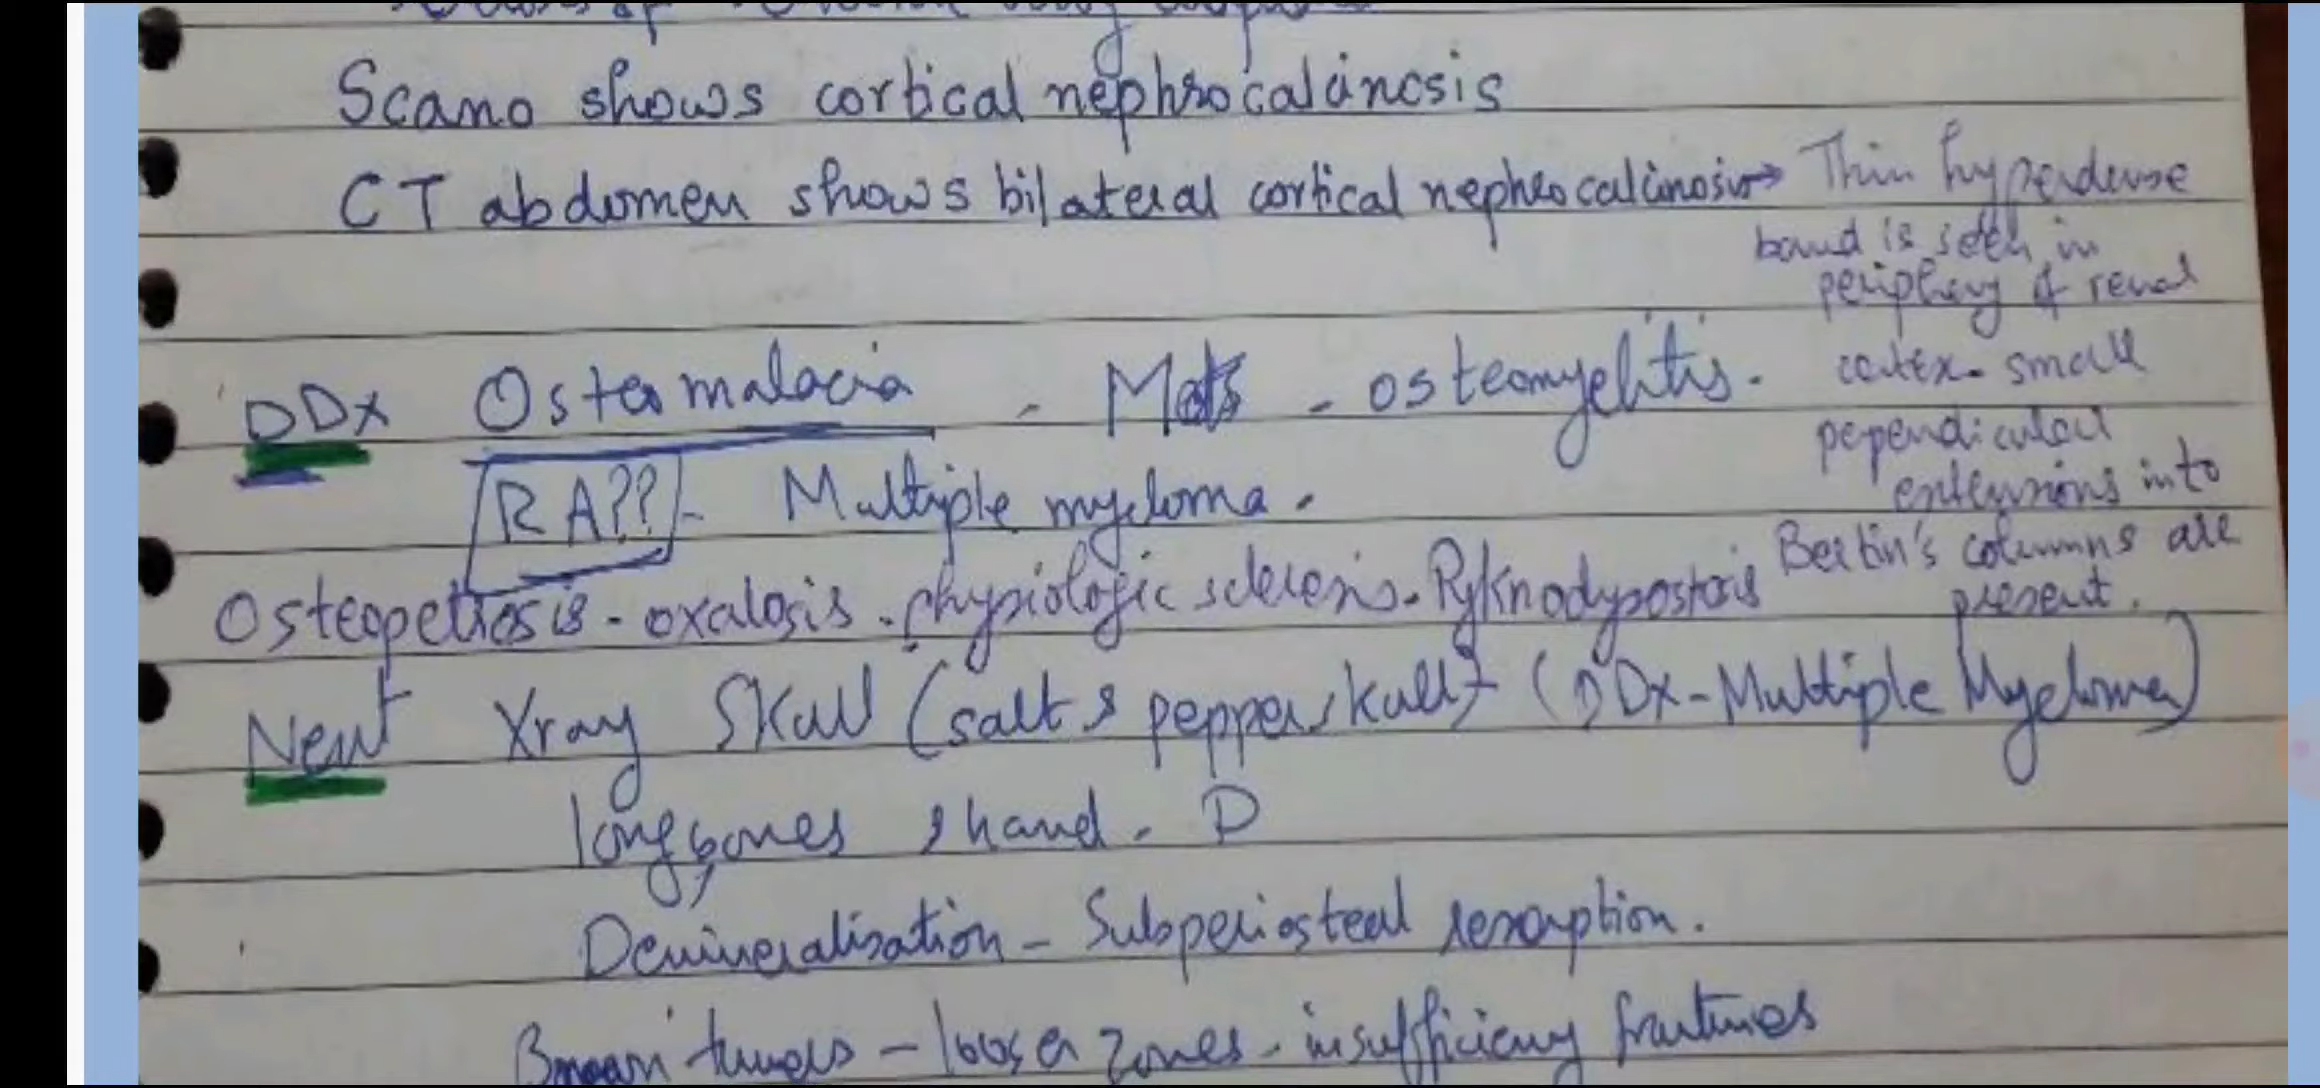 Scano shows cortical nephrocalcinosis
CT abdomen shows bilateral cortical nephrocalcinosis → Thin hyperdense
band is seen in
periphery of renal
cortex - small
pependicular
extensions into
Bertin's columns are
present.
DDx Osteomalacia - Mets - osteomyelitis.
RA?? - Multiple myeloma.
Osteopetrosis - oxalosis - physiologic sclerosis - Pyknodysostosis
Next Xray Skull (salt & pepper skull) (DDx - Multiple Myeloma)
long bones & hand - D
Demineralisation - Subperiosteal resorption.
Brown tumors - looser zones - insufficiency fractures